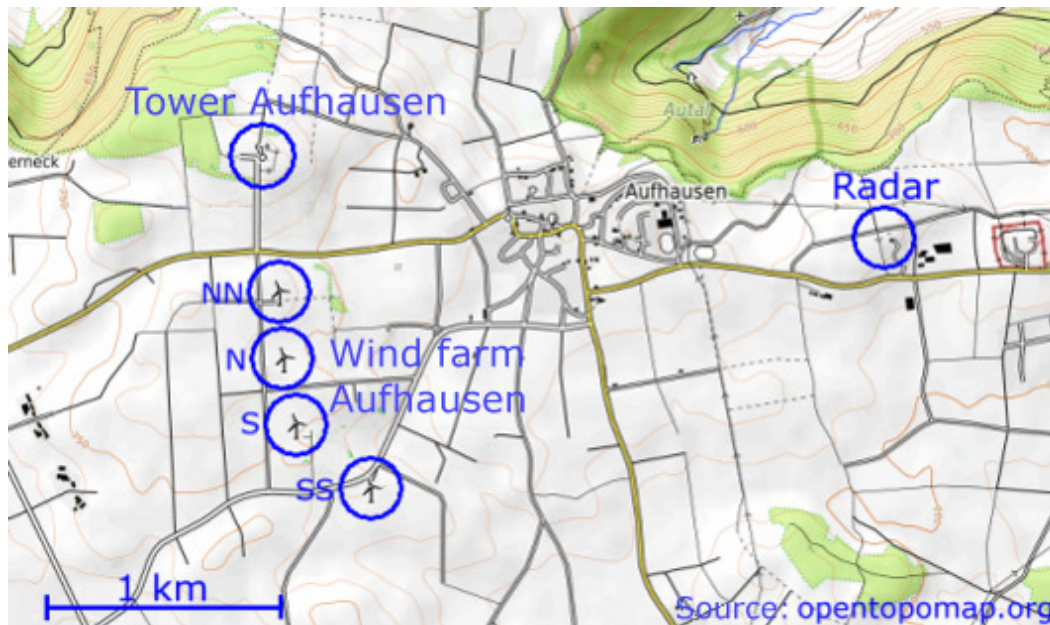 Tower Aufhausen
Autal
erneck
Aufhausen
Radar
NN
N
Wind farm
Aufhausen
S
SS
1 km
Source: opentopomap.org